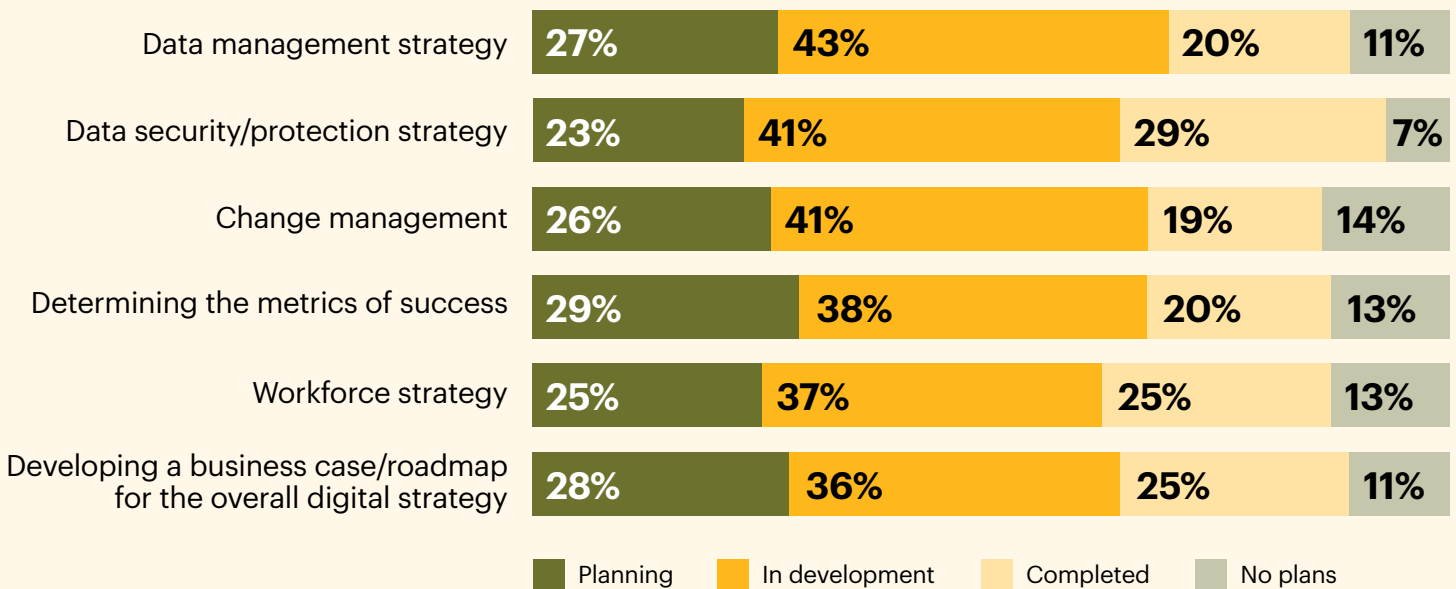 Data management strategy 27% 43% 20% 11%
Data security/protection strategy 23% 41% 29% 7%
Change management 26% 41% 19% 14%
Determining the metrics of success 29% 38% 20% 13%
Workforce strategy 25% 37% 25% 13%
Developing a business case/roadmap
for the overall digital strategy 28% 36% 25% 11%
Planning In development Completed No plans